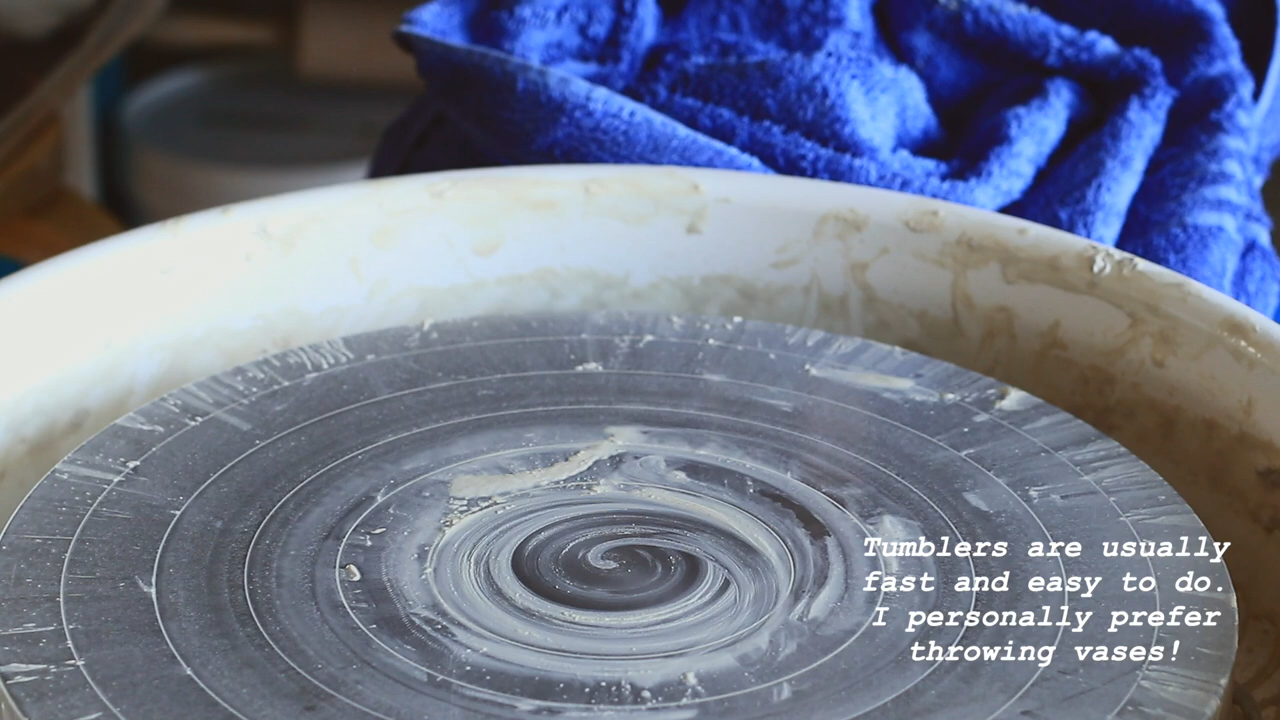 Tumblers are usually
fast and easy to do.
I personally prefer
throwing vases!